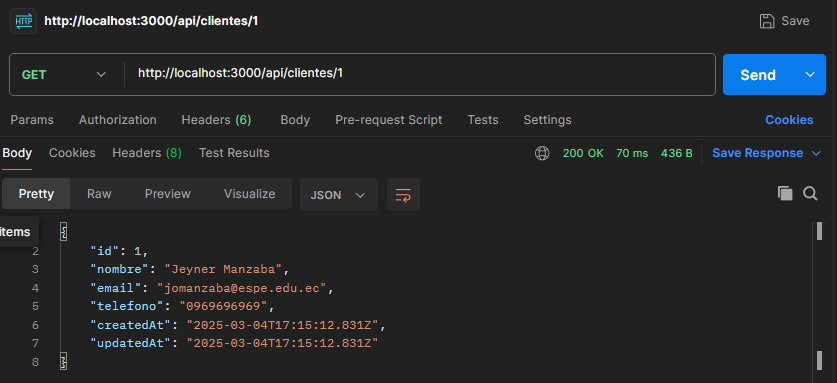 HTTP http://localhost:3000/api/clientes/1 Save
GET http://localhost:3000/api/clientes/1 Send
Params Authorization Headers (6) Body Pre-request Script Tests Settings Cookies
Body Cookies Headers (8) Test Results 200 OK 70 ms 436 B Save Response
Pretty Raw Preview Visualize JSON
items {
2 "id": 1,
3 "nombre": "Jeyner Manzaba",
4 "email": "jomanzaba@espe.edu.ec",
5 "telefono": "0969696969",
6 "createdAt": "2025-03-04T17:15:12.831Z",
7 "updatedAt": "2025-03-04T17:15:12.831Z"
8 }